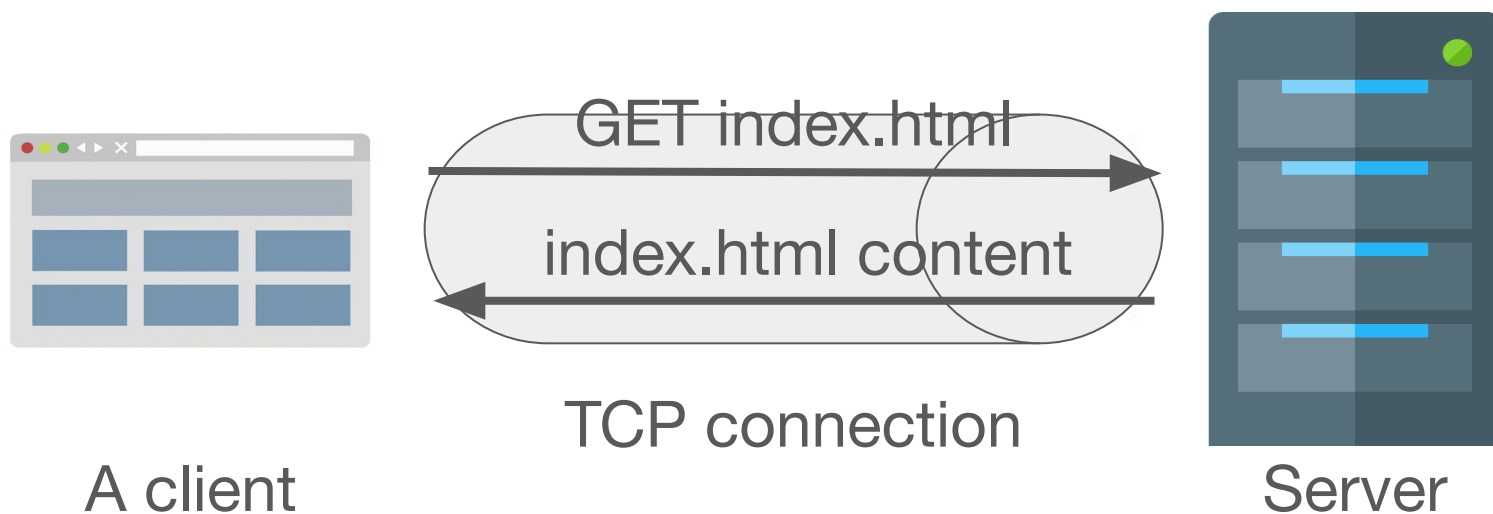 GET index.html
index.html content
TCP connection
A client
Server